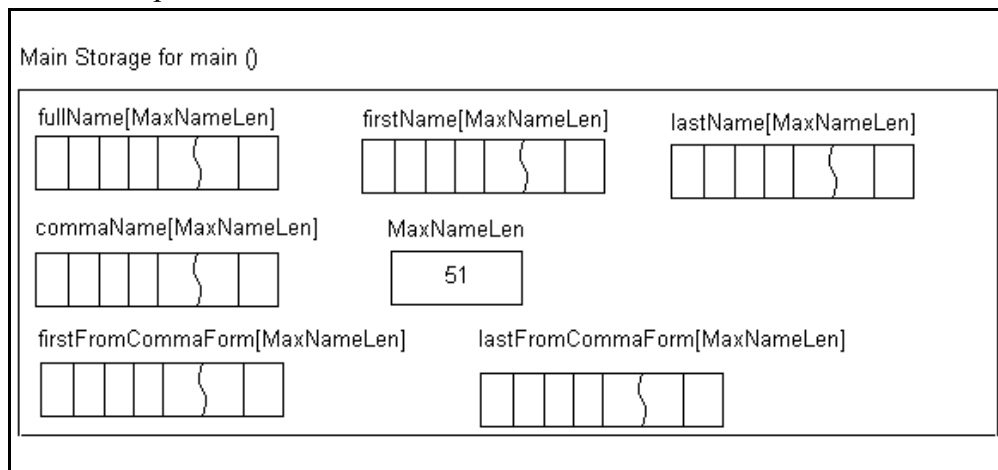 Main Storage for main ()
fullName[MaxNameLen] firstName[MaxNameLen] lastName[MaxNameLen]
commaName[MaxNameLen] MaxNameLen
51
firstFromCommaForm[MaxNameLen] lastFromCommaForm[MaxNameLen]